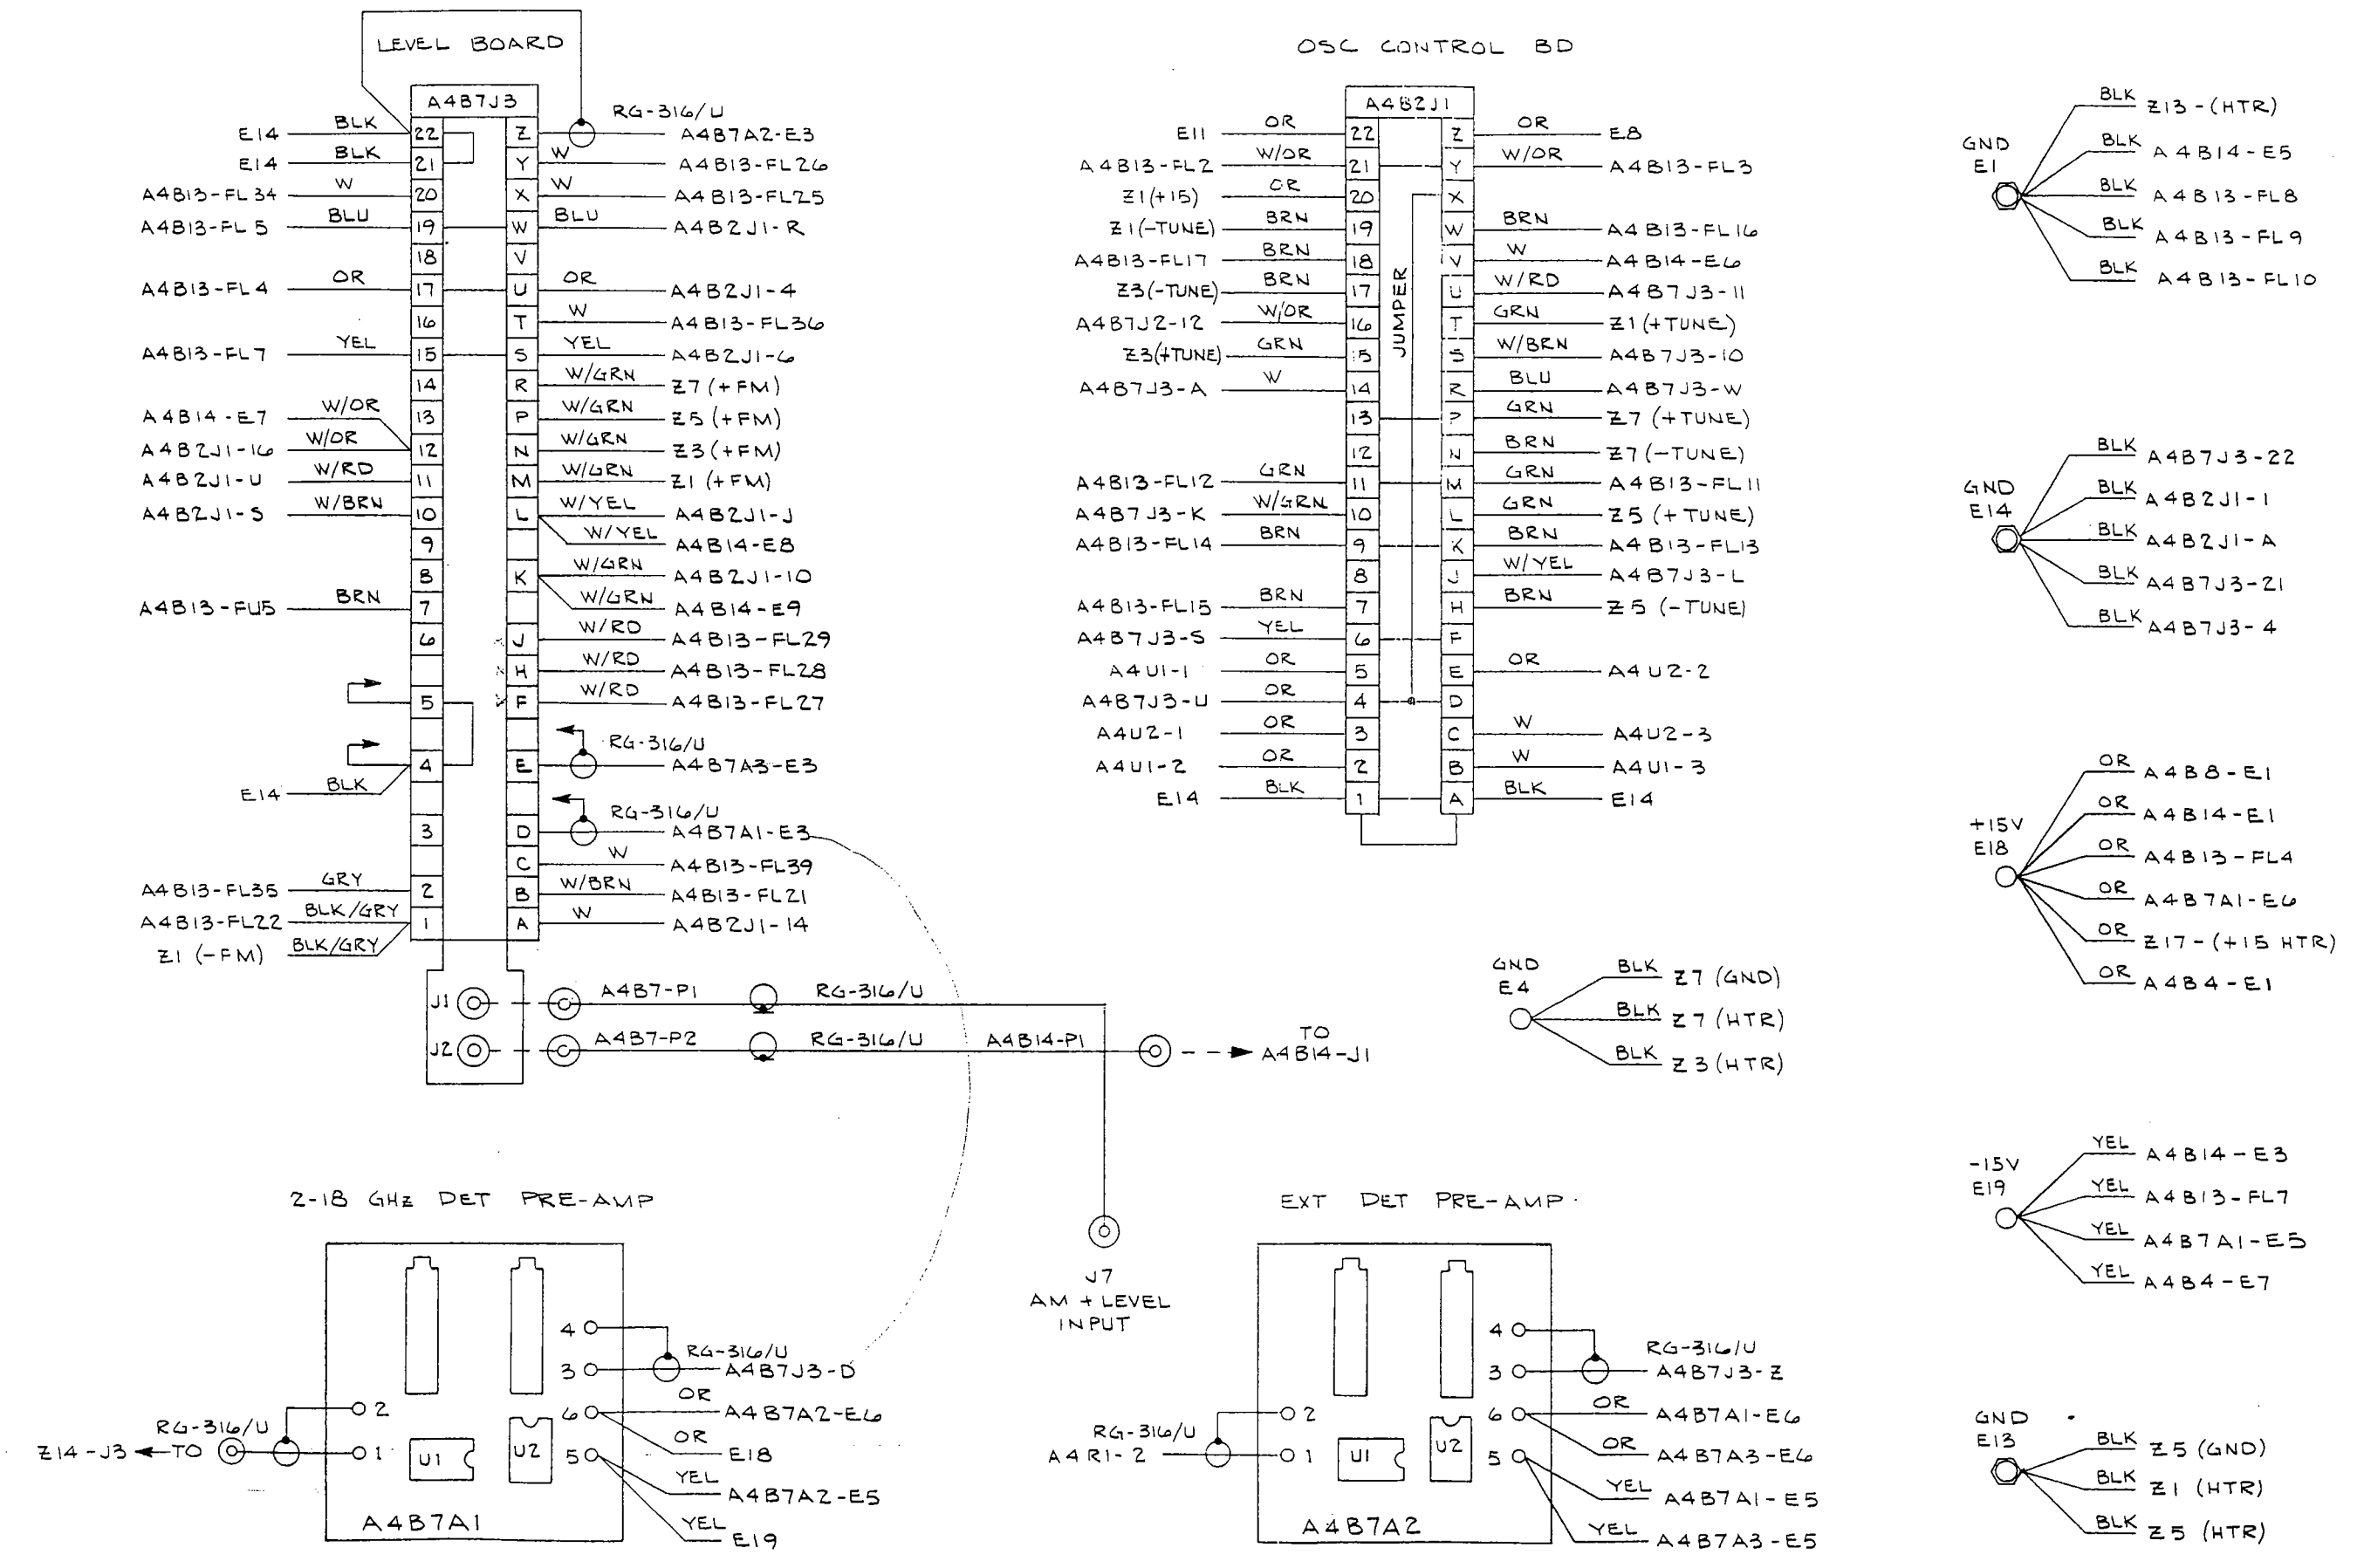 LEVEL BOARD
A4B7J3
E14 BLK 22 Z RG-316/U A4B7A2-E3
E14 BLK 21 Y W A4B13-FL26
A4B13-FL34 W 20 X W A4B13-FL25
A4B13-FL5 BLU 19 W BLU A4B2J1-R
18 V
A4B13-FL4 OR 17 U OR A4B2J1-4
16 T W A4B13-FL36
A4B13-FL7 YEL 15 S YEL A4B2J1-6
14 R W/GRN Z7 (+FM)
A4B14-E7 W/OR 13 P W/GRN Z5 (+FM)
A4B2J1-16 W/OR 12 N W/GRN Z3 (+FM)
A4B2J1-U W/RD 11 M W/GRN Z1 (+FM)
A4B2J1-S W/BRN 10 L W/YEL A4B2J1-J
9 W/YEL A4B14-E8
8 K W/GRN A4B2J1-10
A4B13-FU5 BRN 7 W/GRN A4B14-E9
6 J W/RD A4B13-FL29
H W/RD A4B13-FL28
5 F W/RD A4B13-FL27
RG-316/U
4 E A4B7A3-E3
E14 BLK
RG-316/U
3 D A4B7A1-E3
C W A4B13-FL39
A4B13-FL35 GRY 2 B W/BRN A4B13-FL21
A4B13-FL22 BLK/GRY 1 A W A4B2J1-14
Z1 (-FM) BLK/GRY
J1 A4B7-P1 RG-316/U
J2 A4B7-P2 RG-316/U A4B14-P1 TO A4B14-J1
J7
AM + LEVEL
INPUT
OSC CONTROL BD
A4B2J1
JUMPER
E11 OR 22 Z OR E8
A4B13-FL2 W/OR 21 Y W/OR A4B13-FL3
Z1(+15) OR 20 X
Z1(-TUNE) BRN 19 W BRN A4B13-FL16
A4B13-FL17 BRN 18 V W A4B14-E6
Z3(-TUNE) BRN 17 U W/RD A4B7J3-11
A4B7J2-12 W/OR 16 T GRN Z1 (+TUNE)
Z3(+TUNE) GRN 15 S W/BRN A4B7J3-10
A4B7J3-A W 14 R BLU A4B7J3-W
13 P GRN Z7 (+TUNE)
12 N BRN Z7 (-TUNE)
A4B13-FL12 GRN 11 M GRN A4B13-FL11
A4B7J3-K W/GRN 10 L GRN Z5 (+TUNE)
A4B13-FL14 BRN 9 K BRN A4B13-FL13
8 J W/YEL A4B7J3-L
A4B13-FL15 BRN 7 H BRN Z5 (-TUNE)
A4B7J3-S YEL 6 F
A4U1-1 OR 5 E OR A4U2-2
A4B7J3-U OR 4 D
A4U2-1 OR 3 C W A4U2-3
A4U1-2 OR 2 B W A4U1-3
E14 BLK 1 A BLK E14
GND
E4
BLK Z7 (GND)
BLK Z7 (HTR)
BLK Z3 (HTR)
GND
E1
BLK Z13-(HTR)
BLK A4B14-E5
BLK A4B13-FL8
BLK A4B13-FL9
BLK A4B13-FL10
GND
E14
BLK A4B7J3-22
BLK A4B2J1-1
BLK A4B2J1-A
BLK A4B7J3-21
BLK A4B7J3-4
+15V
E18
OR A4B8-E1
OR A4B14-E1
OR A4B13-FL4
OR A4B7A1-E6
OR Z17-(+15 HTR)
OR A4B4-E1
-15V
E19
YEL A4B14-E3
YEL A4B13-FL7
YEL A4B7A1-E5
YEL A4B4-E7
GND
E13
BLK Z5 (GND)
BLK Z1 (HTR)
BLK Z5 (HTR)
2-18 GHz DET PRE-AMP
4
RG-316/U
3 A4B7J3-D
2
OR
6 A4B7A2-E6
RG-316/U
Z14-J3 TO 1
U1 U2
5
OR E18
YEL A4B7A2-E5
YEL E19
A4B7A1
EXT DET PRE-AMP
4
RG-316/U
3 A4B7J3-Z
2
6 OR A4B7A1-E6
RG-316/U
A4R1-2 1
U1 U2
5
OR A4B7A3-E6
YEL A4B7A1-E5
YEL A4B7A3-E5
A4B7A2